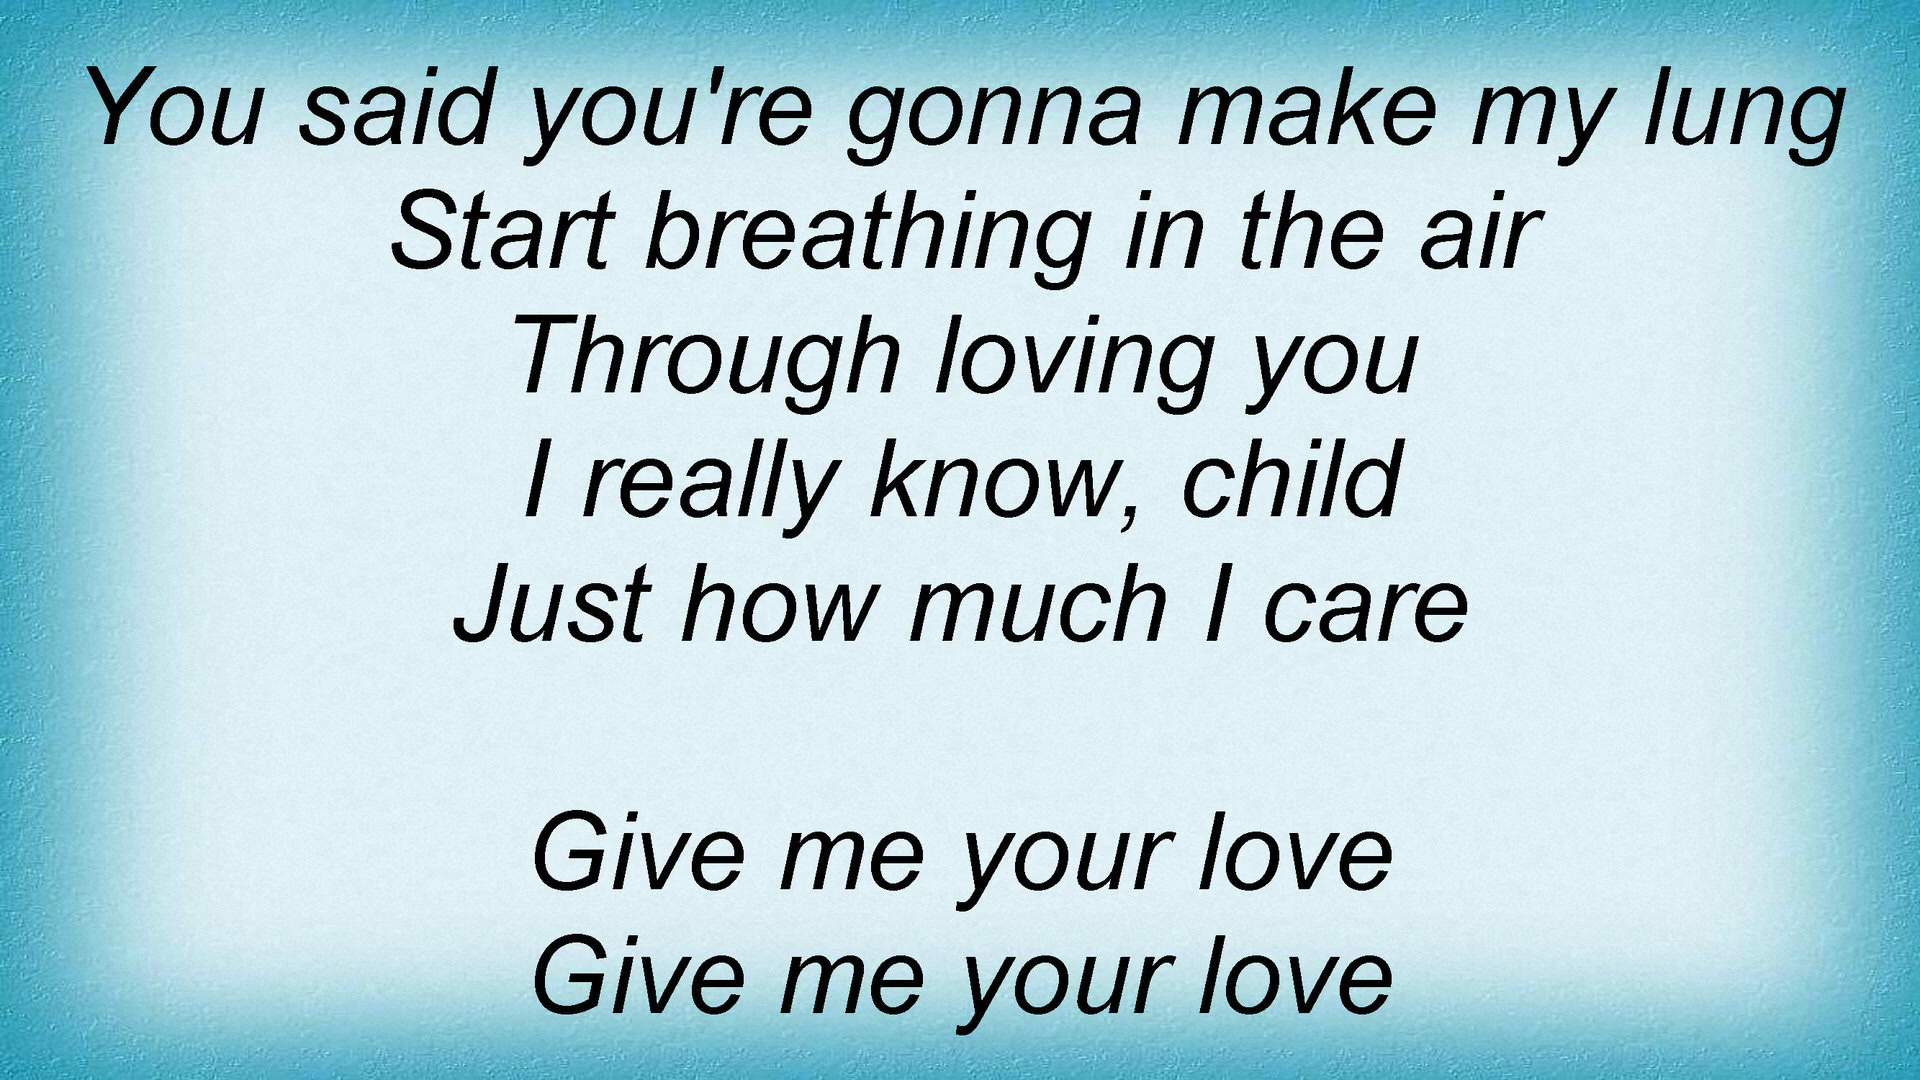 You said you're gonna make my lung
Start breathing in the air
Through loving you
I really know, child
Just how much I care
Give me your love
Give me your love